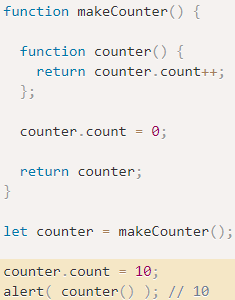 function makeCounter() {
function counter() {
return counter.count++;
};
counter.count = 0;
return counter;
}
let counter = makeCounter();
counter.count = 10;
alert( counter() ); // 10